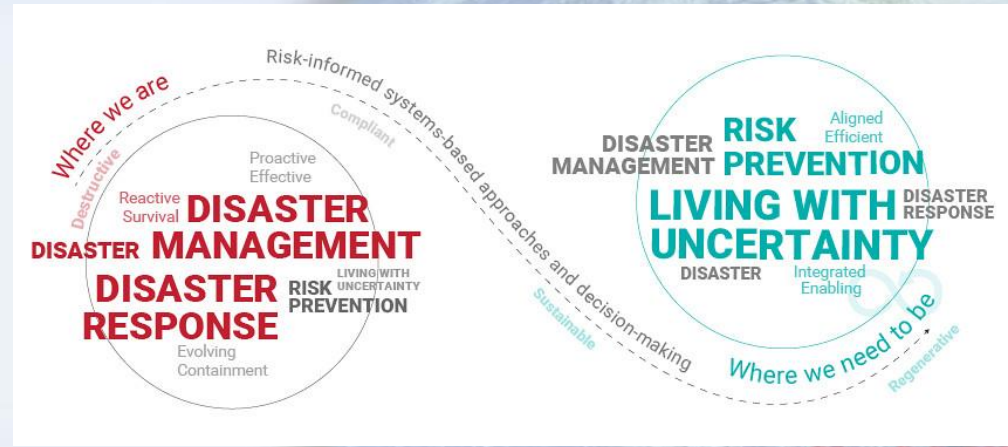 Where we are
Destructive
Risk-informed systems-based approaches and decision-making
Compliant
Proactive
Effective
Reactive
Survival
DISASTER
MANAGEMENT
DISASTER
DISASTER
RESPONSE
RISK
PREVENTION
LIVING WITH
UNCERTAINTY
Evolving
Containment
Sustainable
DISASTER
MANAGEMENT
RISK
PREVENTION
Aligned
Efficient
LIVING WITH
UNCERTAINTY
DISASTER
RESPONSE
DISASTER
Integrated
Enabling
Where we need to be
Regenerative